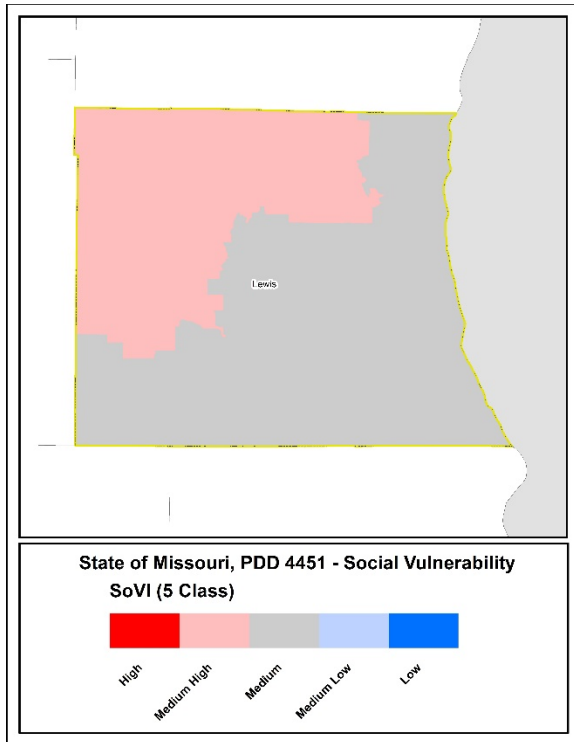 Lewis
State of Missouri, PDD 4451 - Social Vulnerability
SoVI (5 Class)
High
Medium High
Medium
Medium Low
Low